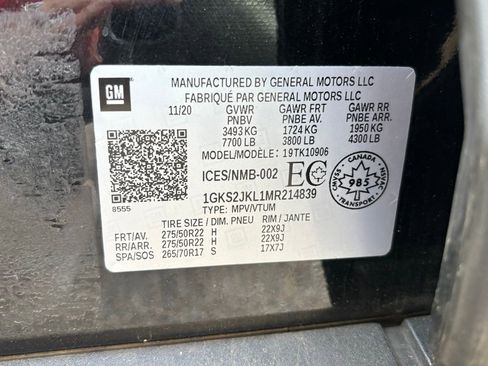 GM
MANUFACTURED BY GENERAL MOTORS LLC
FABRIQUÉ PAR GENERAL MOTORS LLC
11/20 GVWR GAWR FRT GAWR RR
PNBV PNBE AV. PNBE ARR.
3493 KG 1724 KG 1950 KG
7700 LB 3800 LB 4300 LB
MODEL/MODÈLE: 19TK10906
ICES/NMB-002 EC
CANADA
985
CMVSS NSVAC
TRANSPORT
1GKS2JKL1MR214839
8555
TYPE: MPV/VTUM
TIRE SIZE / DIM. PNEU RIM / JANTE
FRT/AV. 275/50R22 H 22X9J
RR/ARR. 275/50R22 H 22X9J
SPA/SOS 265/70R17 S 17X7J